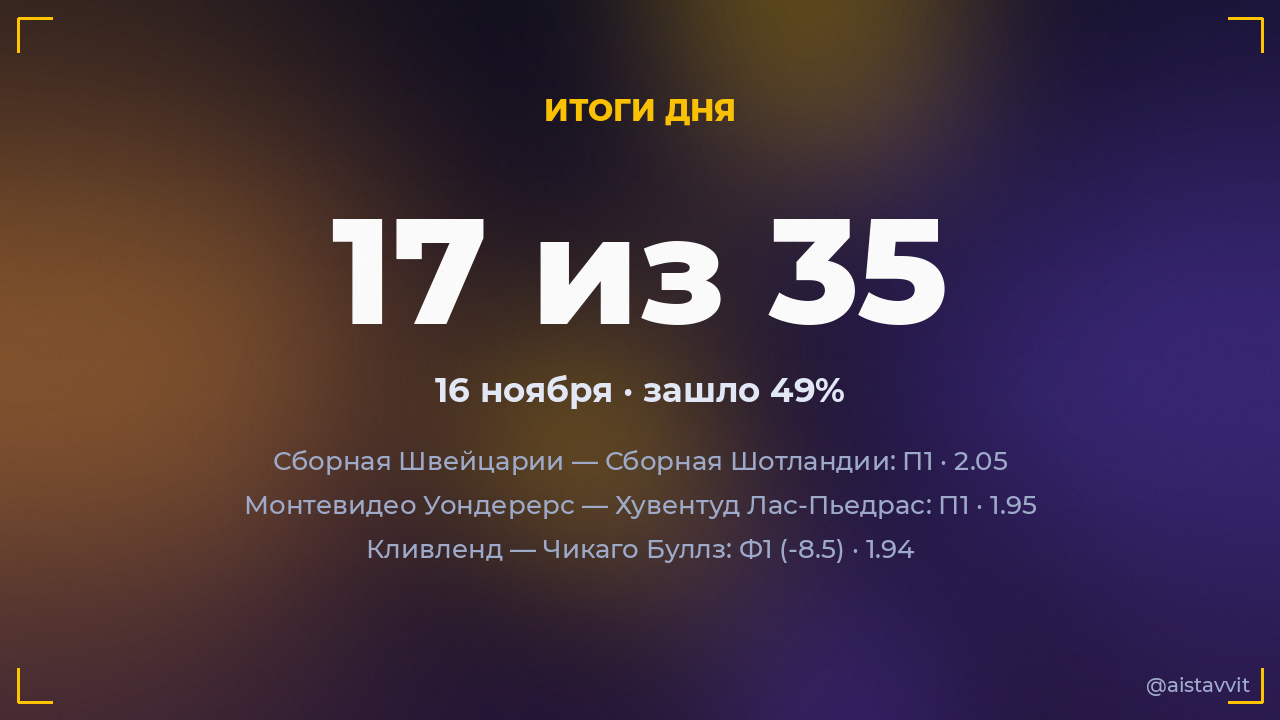 ИТОГИ ДНЯ
17 из 35
16 ноября · зашло 49%
Сборная Швейцарии — Сборная Шотландии: П1 · 2.05
Монтевидео Уондерерс — Хувентуд Лас-Пьедрас: П1 · 1.95
Кливленд — Чикаго Буллз: Ф1 (-8.5) · 1.94
@aistavvit